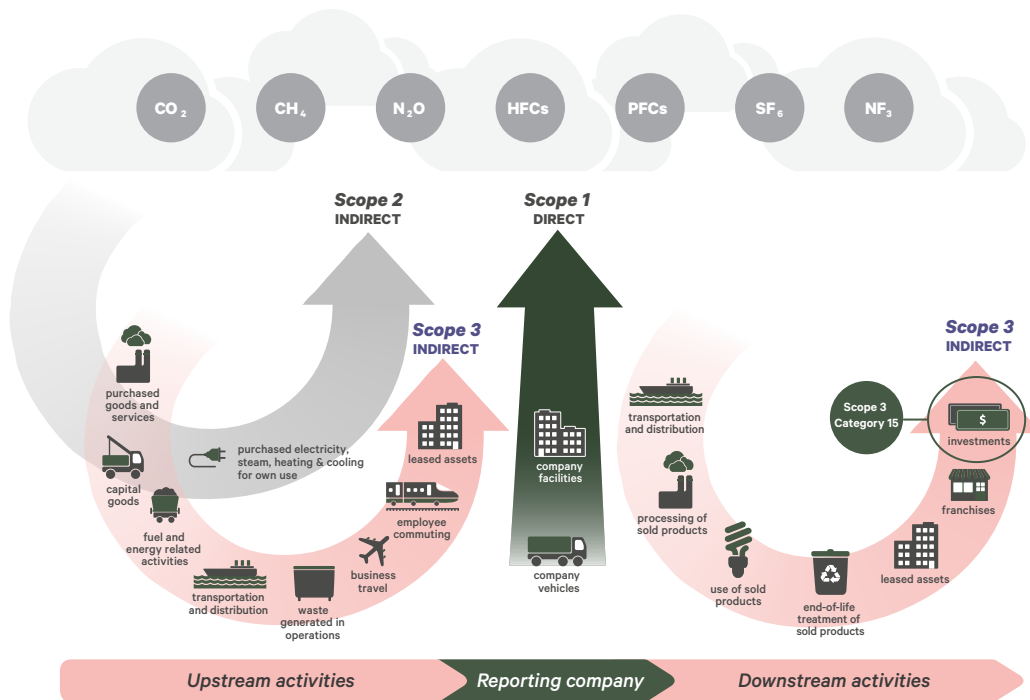 CO2
CH4
N2O
HFCs
PFCs
SF6
NF3
Scope 2
INDIRECT
Scope 1
DIRECT
Scope 3
INDIRECT
Scope 3
INDIRECT
purchased
goods and
services
capital
goods
fuel and
energy related
activities
purchased electricity,
steam, heating & cooling
for own use
transportation
and distribution
waste
generated in
operations
business
travel
employee
commuting
leased assets
company
facilities
company
vehicles
transportation
and distribution
processing of
sold products
use of sold
products
end-of-life
treatment of
sold products
leased assets
franchises
$
investments
Scope 3
Category 15
Upstream activities
Reporting company
Downstream activities